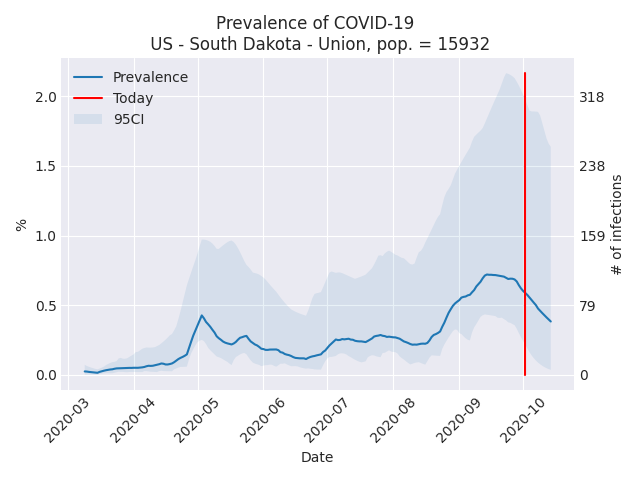 Prevalence of COVID-19
US - South Dakota - Union, pop. = 15932
Prevalence
Today
95CI
2.0
1.5
1.0
0.5
0.0
%
318
238
159
79
0
# of infections
2020-03
2020-04
2020-05
2020-06
2020-07
2020-08
2020-09
2020-10
Date